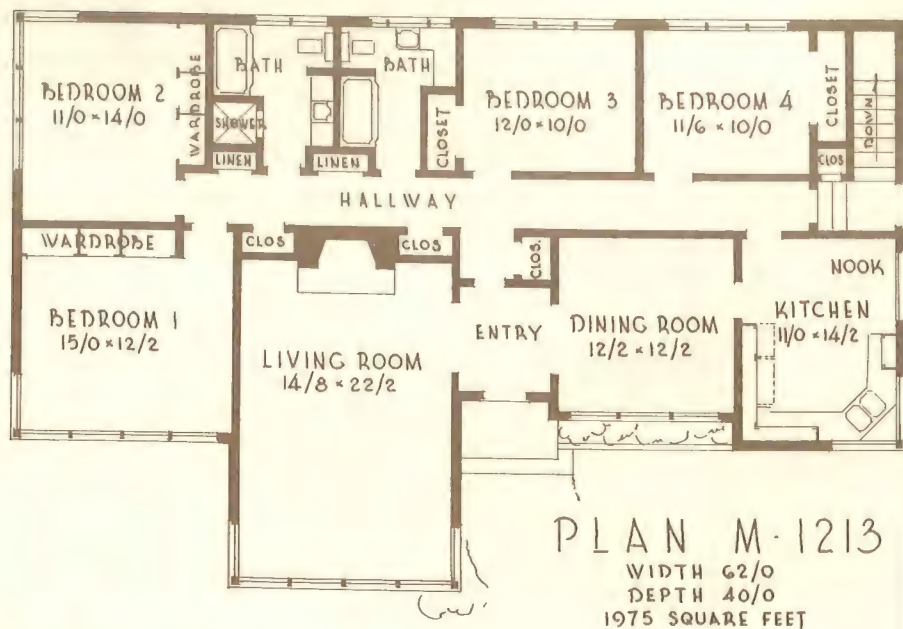 BEDROOM 2
11/0 × 14/0
WARDROBE
BATH
SHOWER
LINEN
LINEN
BATH
CLOSET
BEDROOM 3
12/0 × 10/0
BEDROOM 4
11/6 × 10/0
CLOSET
CLOS
DOWN
HALLWAY
WARDROBE
CLOS
CLOS
CLOS.
BEDROOM 1
15/0 × 12/2
LIVING ROOM
14/8 × 22/2
ENTRY
DINING ROOM
12/2 × 12/2
NOOK
KITCHEN
11/0 × 14/2
PLAN M-1213
WIDTH 62/0
DEPTH 40/0
1975 SQUARE FEET